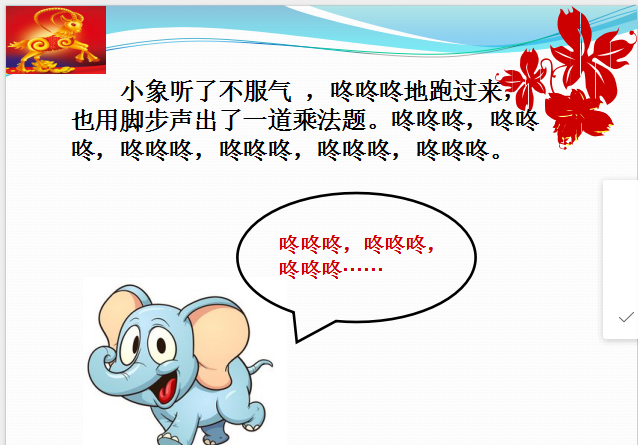 小象听了不服气 ，咚咚咚地跑过来，
也用脚步声出了一道乘法题。咚咚咚，咚咚
咚，咚咚咚，咚咚咚，咚咚咚，咚咚咚。
咚咚咚，咚咚咚，
咚咚咚……